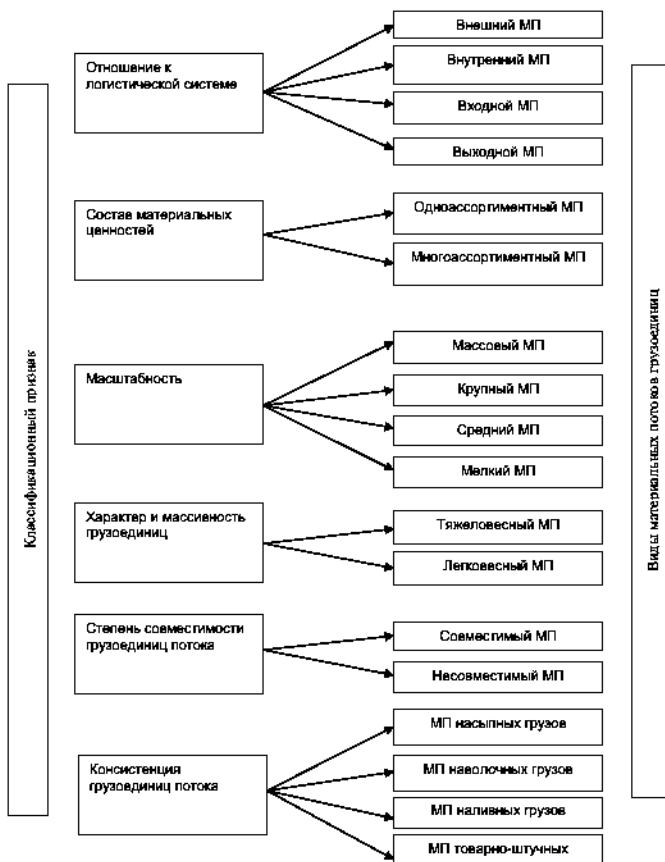 Классификационный признак
Отношение к
логистической системе
Внешний МП
Внутренний МП
Входной МП
Выходной МП
Состав материальных
ценностей
Одноассортиментный МП
Многоассортиментный МП
Масштабность
Массовый МП
Крупный МП
Средний МП
Мелкий МП
Характер и массивность
грузоединиц
Тяжеловесный МП
Легковесный МП
Степень совместимости
грузоединиц потока
Совместимый МП
Несовместимый МП
Консистенция
грузоединиц потока
МП насыпных грузов
МП наволочных грузов
МП наливных грузов
МП товарно-штучных
Виды материальных потоков грузоединиц